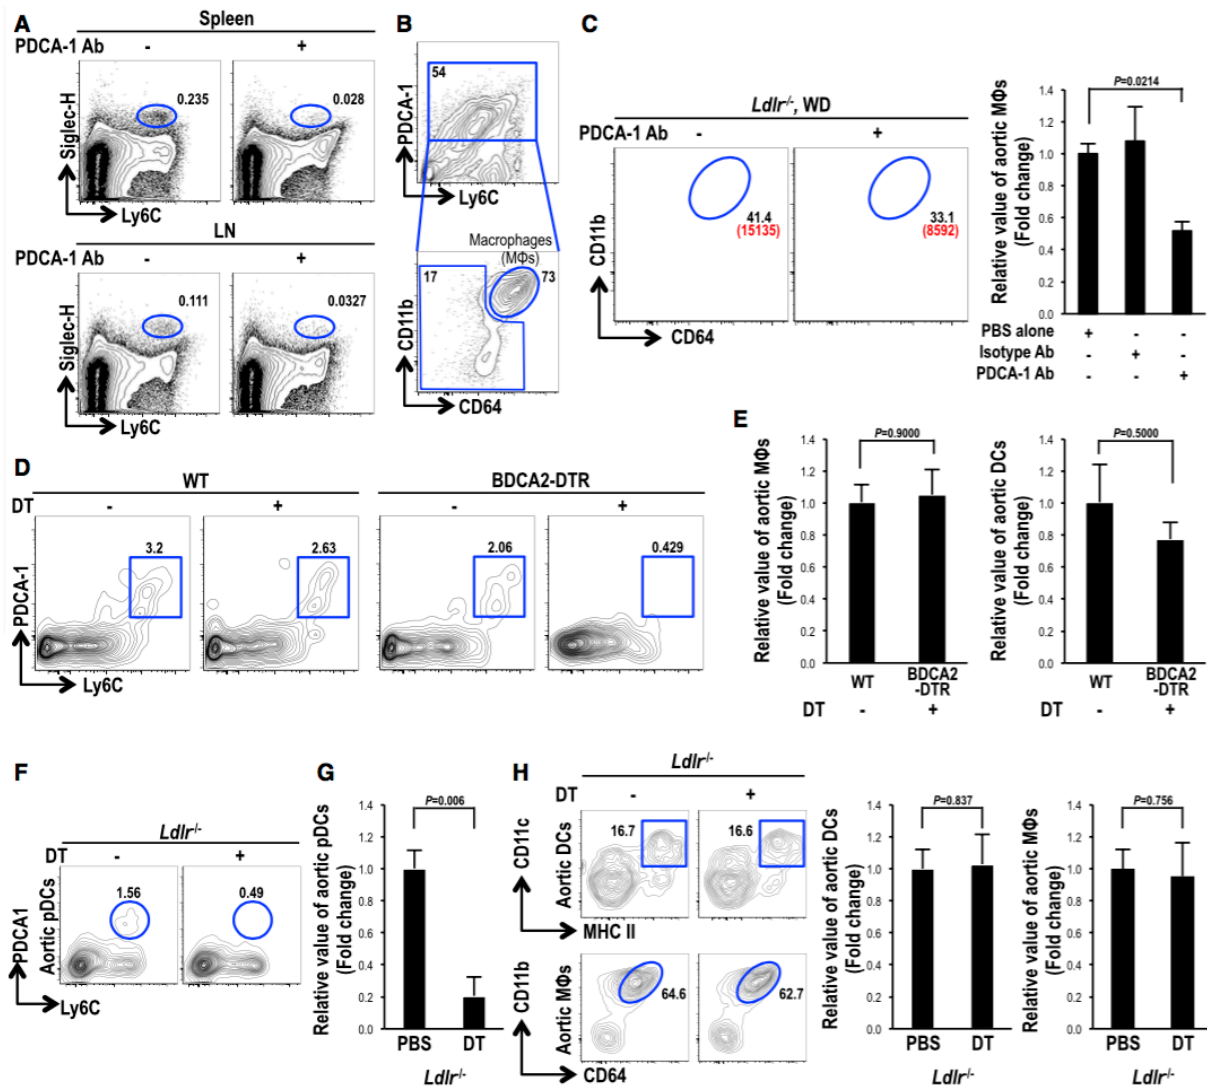 A
Spleen
PDCA-1 Ab - +
Siglec-H
0.235
0.028
Ly6C
LN
PDCA-1 Ab - +
Siglec-H
0.111
0.0327
Ly6C
B
PDCA-1
54
Ly6C
Macrophages
(MΦs)
17
73
CD11b
CD64
C
Ldlr-/-, WD
PDCA-1 Ab - +
CD11b
41.4
(15135)
33.1
(8592)
CD64
Relative value of aortic MΦs
(Fold change)
P=0.0214
1.4
1.2
1.0
0.8
0.6
0.4
0.2
0.0
PBS alone + - -
Isotype Ab - + -
PDCA-1 Ab - - +
D
WT
BDCA2-DTR
DT - + - +
PDCA-1
3.2
2.63
2.06
0.429
Ly6C
E
Relative value of aortic MΦs
(Fold change)
P=0.9000
1.4
1.2
1.0
0.8
0.6
0.4
0.2
0.0
WT
BDCA2
-DTR
DT - +
Relative value of aortic DCs
(Fold change)
P=0.5000
1.4
1.2
1.0
0.8
0.6
0.4
0.2
0.0
WT
BDCA2
-DTR
DT - +
F
Ldlr-/-
DT - +
PDCA1
Aortic pDCs
1.56
0.49
Ly6C
G
Relative value of aortic pDCs
(Fold change)
P=0.006
1.4
1.2
1.0
0.8
0.6
0.4
0.2
0.0
PBS DT
Ldlr-/-
H
Ldlr-/-
DT - +
CD11c
Aortic DCs
16.7
16.6
MHC II
CD11b
Aortic MΦs
64.6
62.7
CD64
Relative value of aortic DCs
(Fold change)
P=0.837
1.4
1.2
1.0
0.8
0.6
0.4
0.2
0.0
PBS DT
Ldlr-/-
Relative value of aortic MΦs
(Fold change)
P=0.756
1.4
1.2
1.0
0.8
0.6
0.4
0.2
0.0
PBS DT
Ldlr-/-